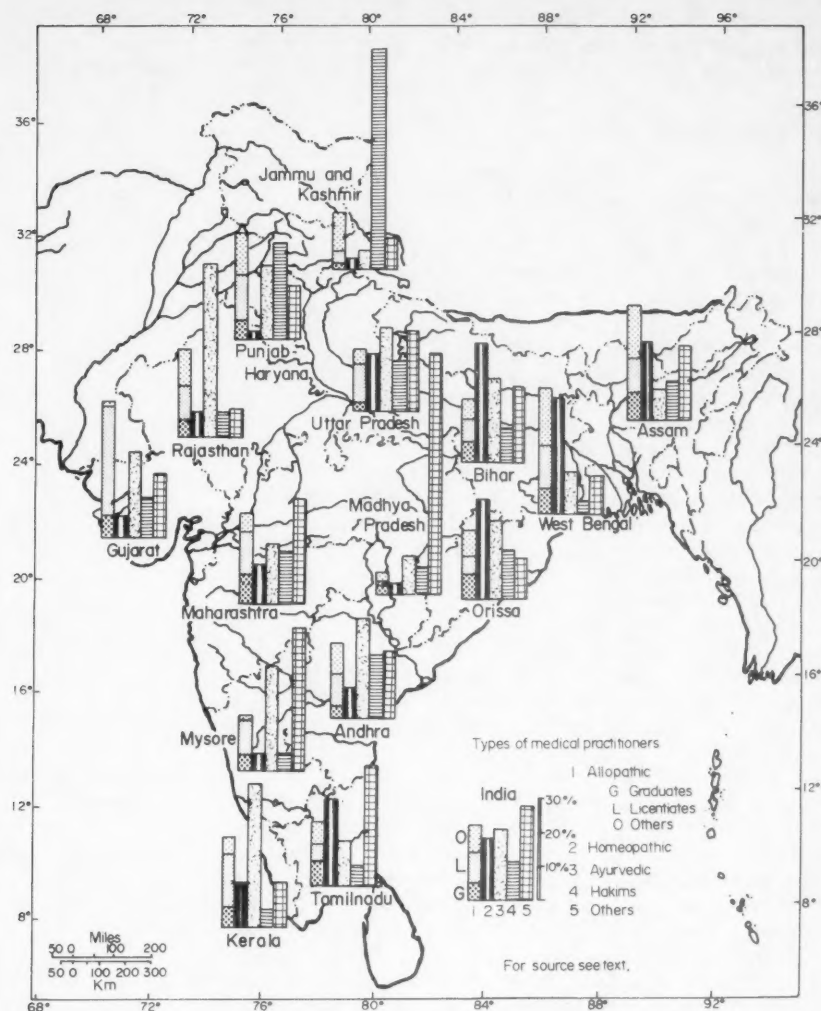 68° 72° 76° 80° 84° 88° 92° 96°
36°
36°
Jammu and
Kashmir
32°
32°
Punjab-
Haryana
28°
28°
Rajasthan
Uttar Pradesh
Assam
Bihar
24°
24°
Madhya
Pradesh
West Bengal
Gujarat
20°
20°
Maharashtra
Orissa
16°
16°
Mysore
Andhra
Types of medical practitioners
1 Allopathic
G Graduates
L Licentiates
O Others
2 Homeopathic
3 Ayurvedic
4 Hakims
5 Others
India
30%
20%
10%
O
L
G
1 2 3 4 5
12°
12°
Tamilnadu
8°
8°
Kerala
Miles
50 0 100 200
50 0 100 200 300
Km
For source see text.
68° 72° 76° 80° 84° 88° 92°